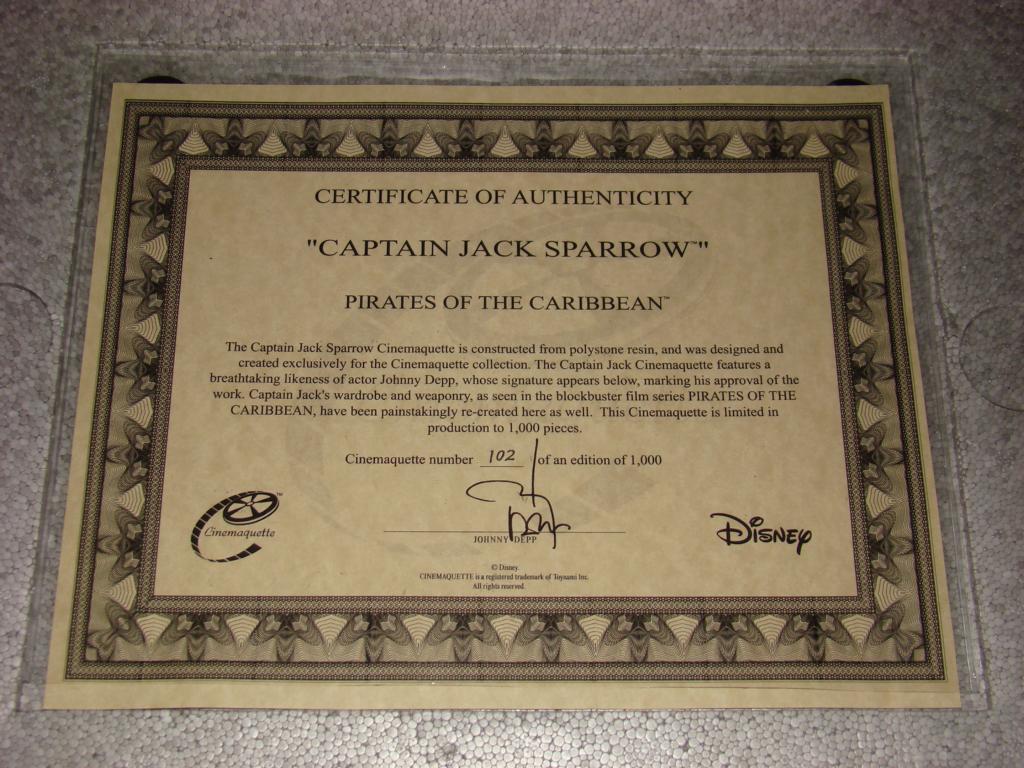 CERTIFICATE OF AUTHENTICITY
"CAPTAIN JACK SPARROW™"
PIRATES OF THE CARIBBEAN™
The Captain Jack Sparrow Cinemaquette is constructed from polystone resin, and was designed and
created exclusively for the Cinemaquette collection. The Captain Jack Cinemaquette features a
breathtaking likeness of actor Johnny Depp, whose signature appears below, marking his approval of the
work. Captain Jack's wardrobe and weaponry, as seen in the blockbuster film series PIRATES OF THE
CARIBBEAN, have been painstakingly re-created here as well. This Cinemaquette is limited in
production to 1,000 pieces.
Cinemaquette number 102 of an edition of 1,000
Cinemaquette™
JOHNNY DEPP
Disney
© Disney.
CINEMAQUETTE is a registered trademark of Toynami Inc.
All rights reserved.